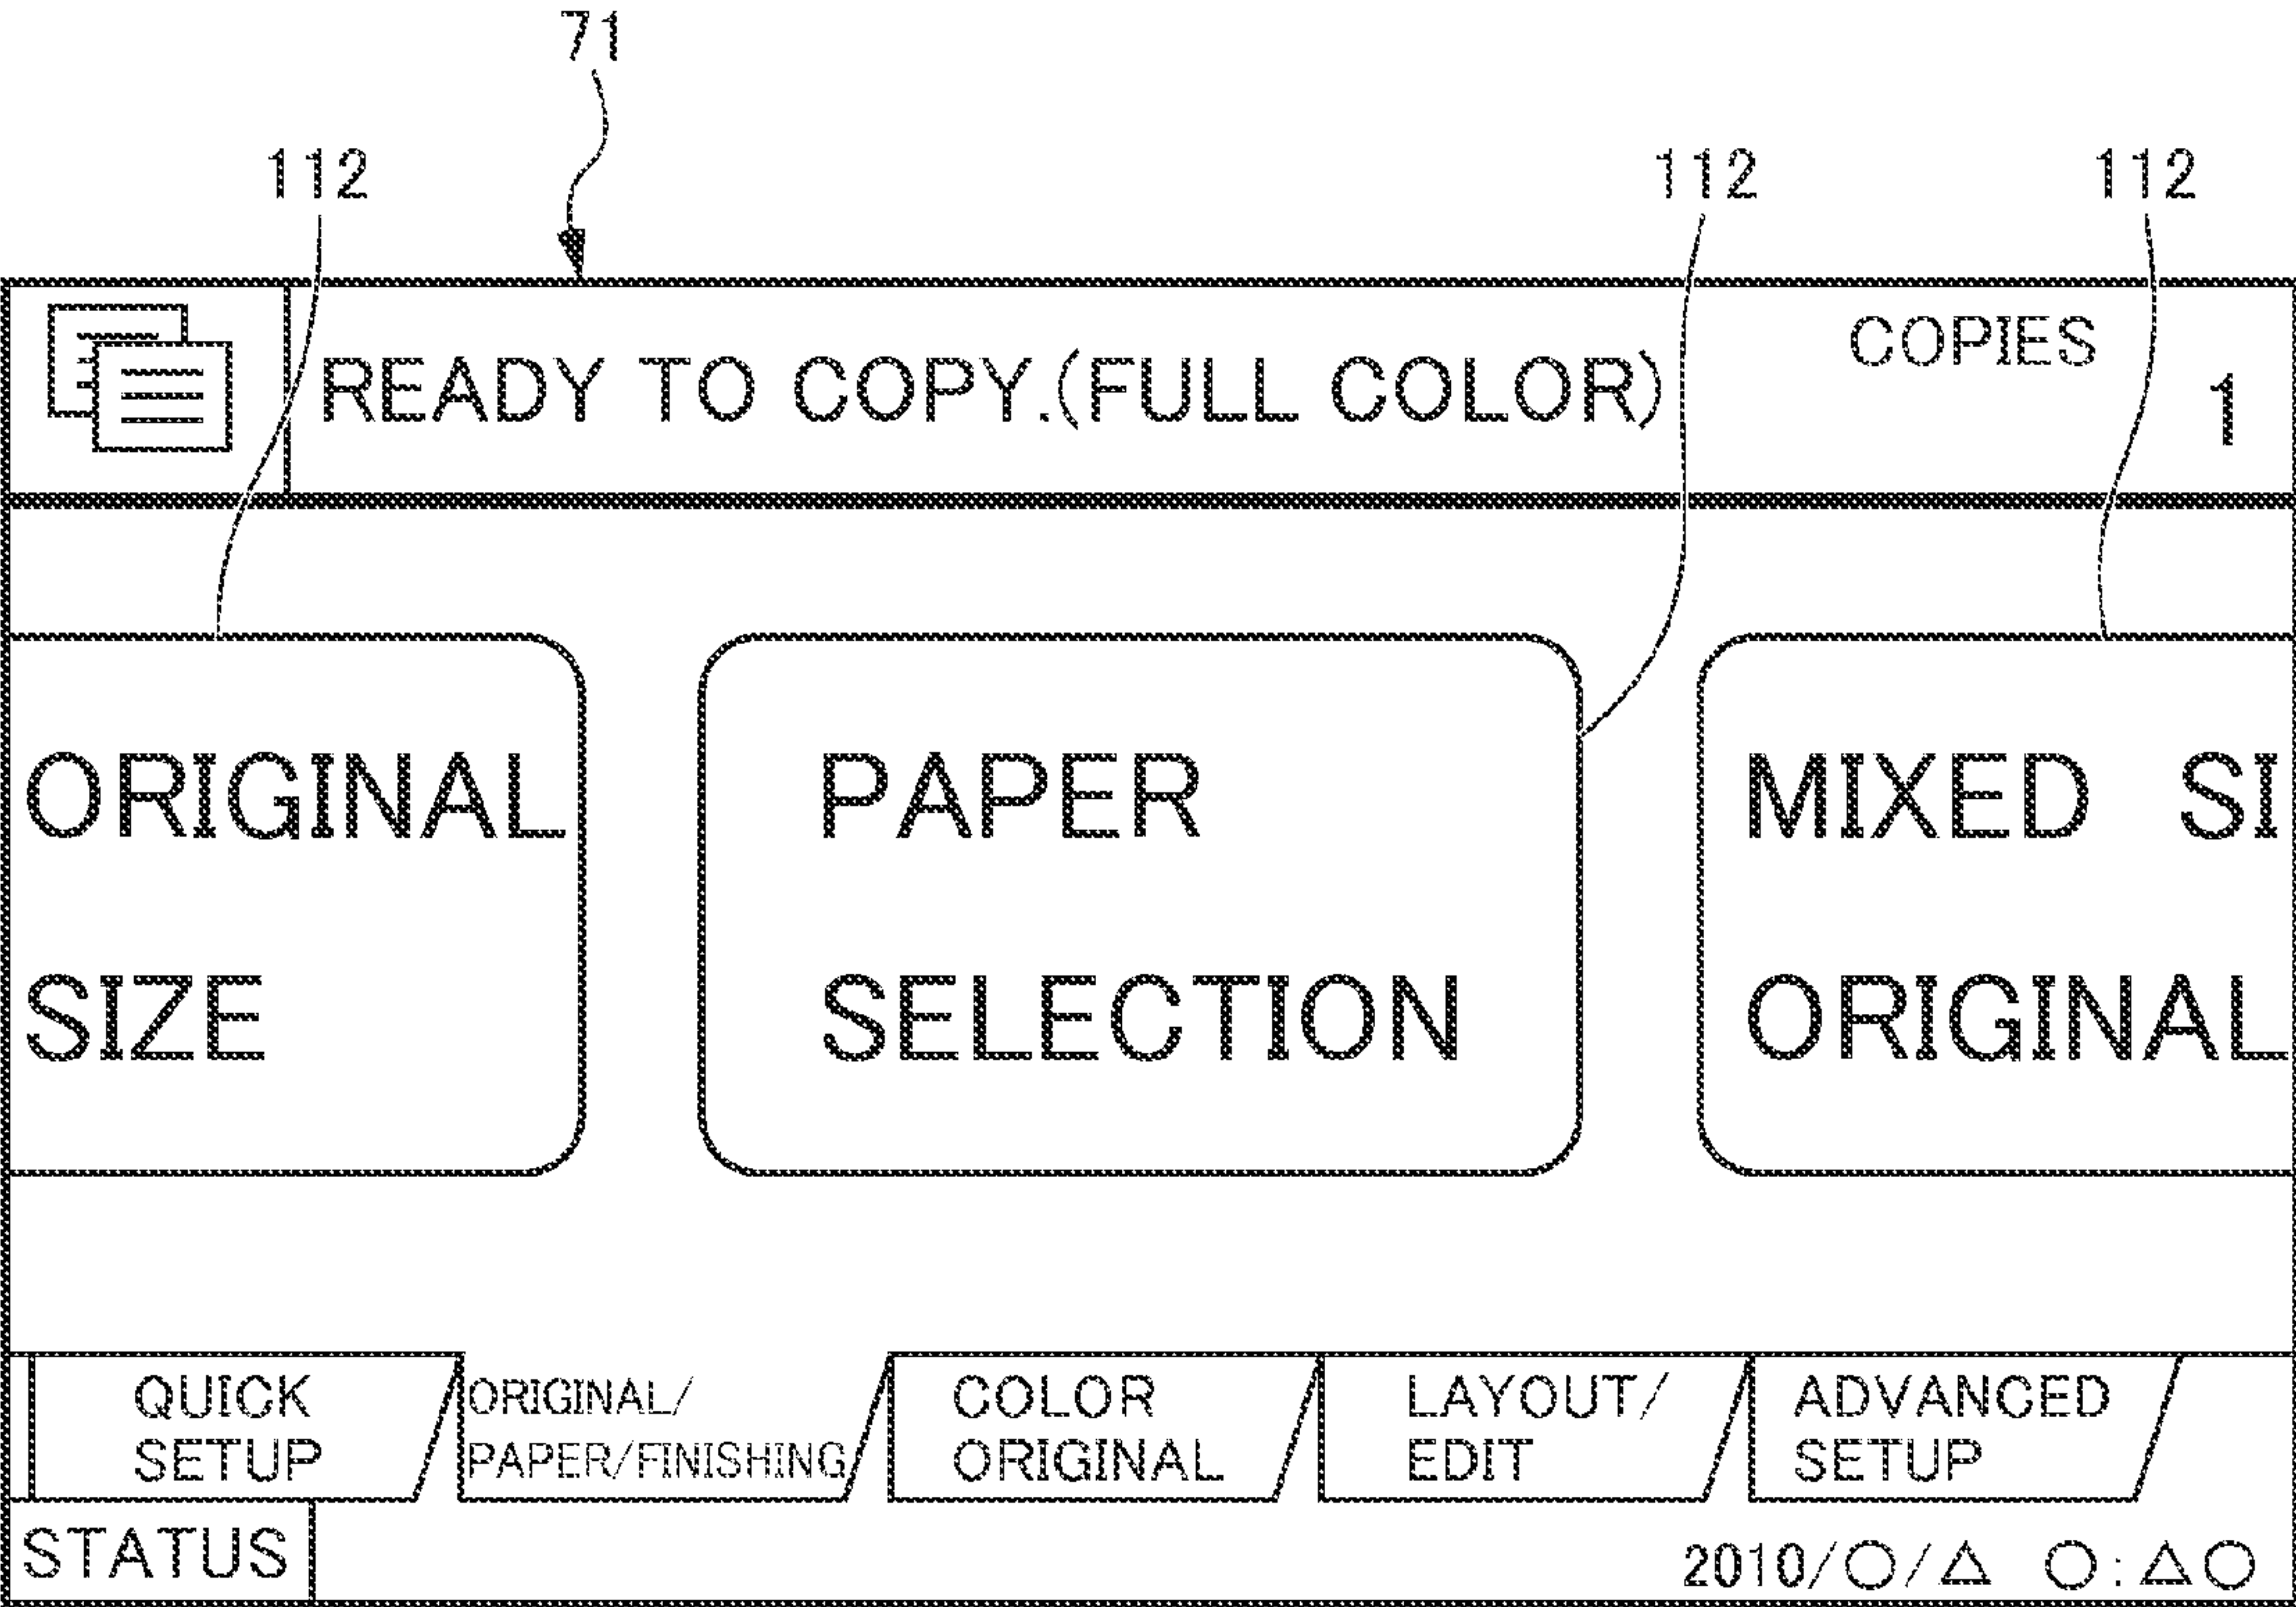 71
112 112 112
READY TO COPY.(FULL COLOR)
COPIES
1
ORIGINAL
SIZE
PAPER
SELECTION
MIXED SI
ORIGINAL
QUICK
SETUP
ORIGINAL/
PAPER/FINISHING
COLOR
ORIGINAL
LAYOUT/
EDIT
ADVANCED
SETUP
STATUS
2010/○/△ ○:△○